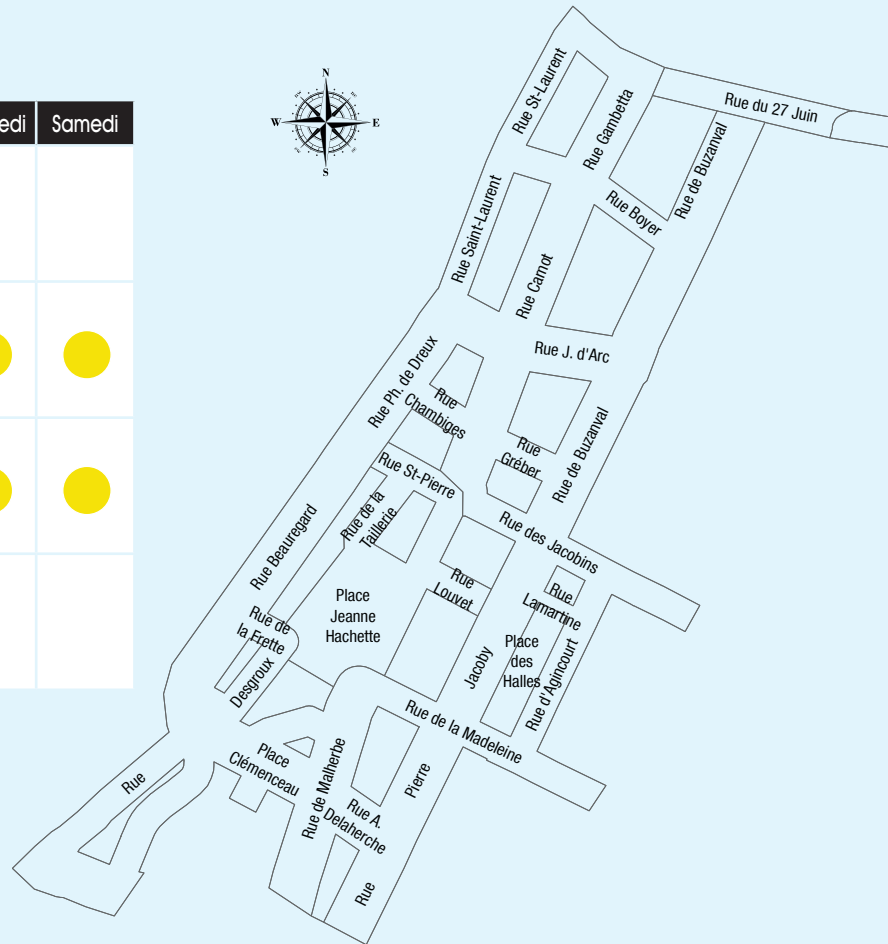 edi
Samedi
N
W
E
S
Rue St-Laurent
Rue Gambetta
Rue du 27 Juin
Rue de Buzanval
Rue Boyer
Rue Saint-Laurent
Rue Carnot
Rue J. d'Arc
Rue Ph. de Dreux
Rue
Chambiges
Rue
Gréber
Rue de Buzanval
Rue St-Pierre
Rue de la
Taillerie
Rue des Jacobins
Rue Beauregard
Rue
Louvet
Rue
Lamartine
Place
Jeanne
Hachette
Rue de
la Frette
Desgroux
Jacoby
Place
des
Halles
Rue d'Agincourt
Rue de la Madeleine
Place
Clémenceau
Rue de Malherbe
Pierre
Rue
Rue A.
Delaherche
Rue